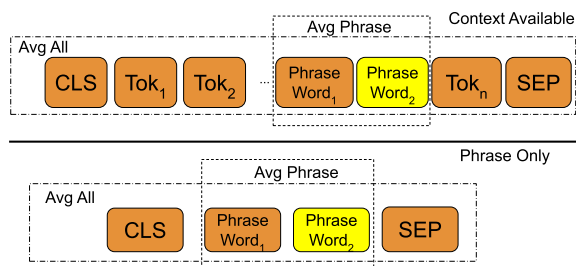 Context Available
Avg Phrase
Avg All
CLS Tok1 Tok2 ... Phrase Word1 Phrase Word2 Tokn SEP
Phrase Only
Avg Phrase
Avg All
CLS Phrase Word1 Phrase Word2 SEP